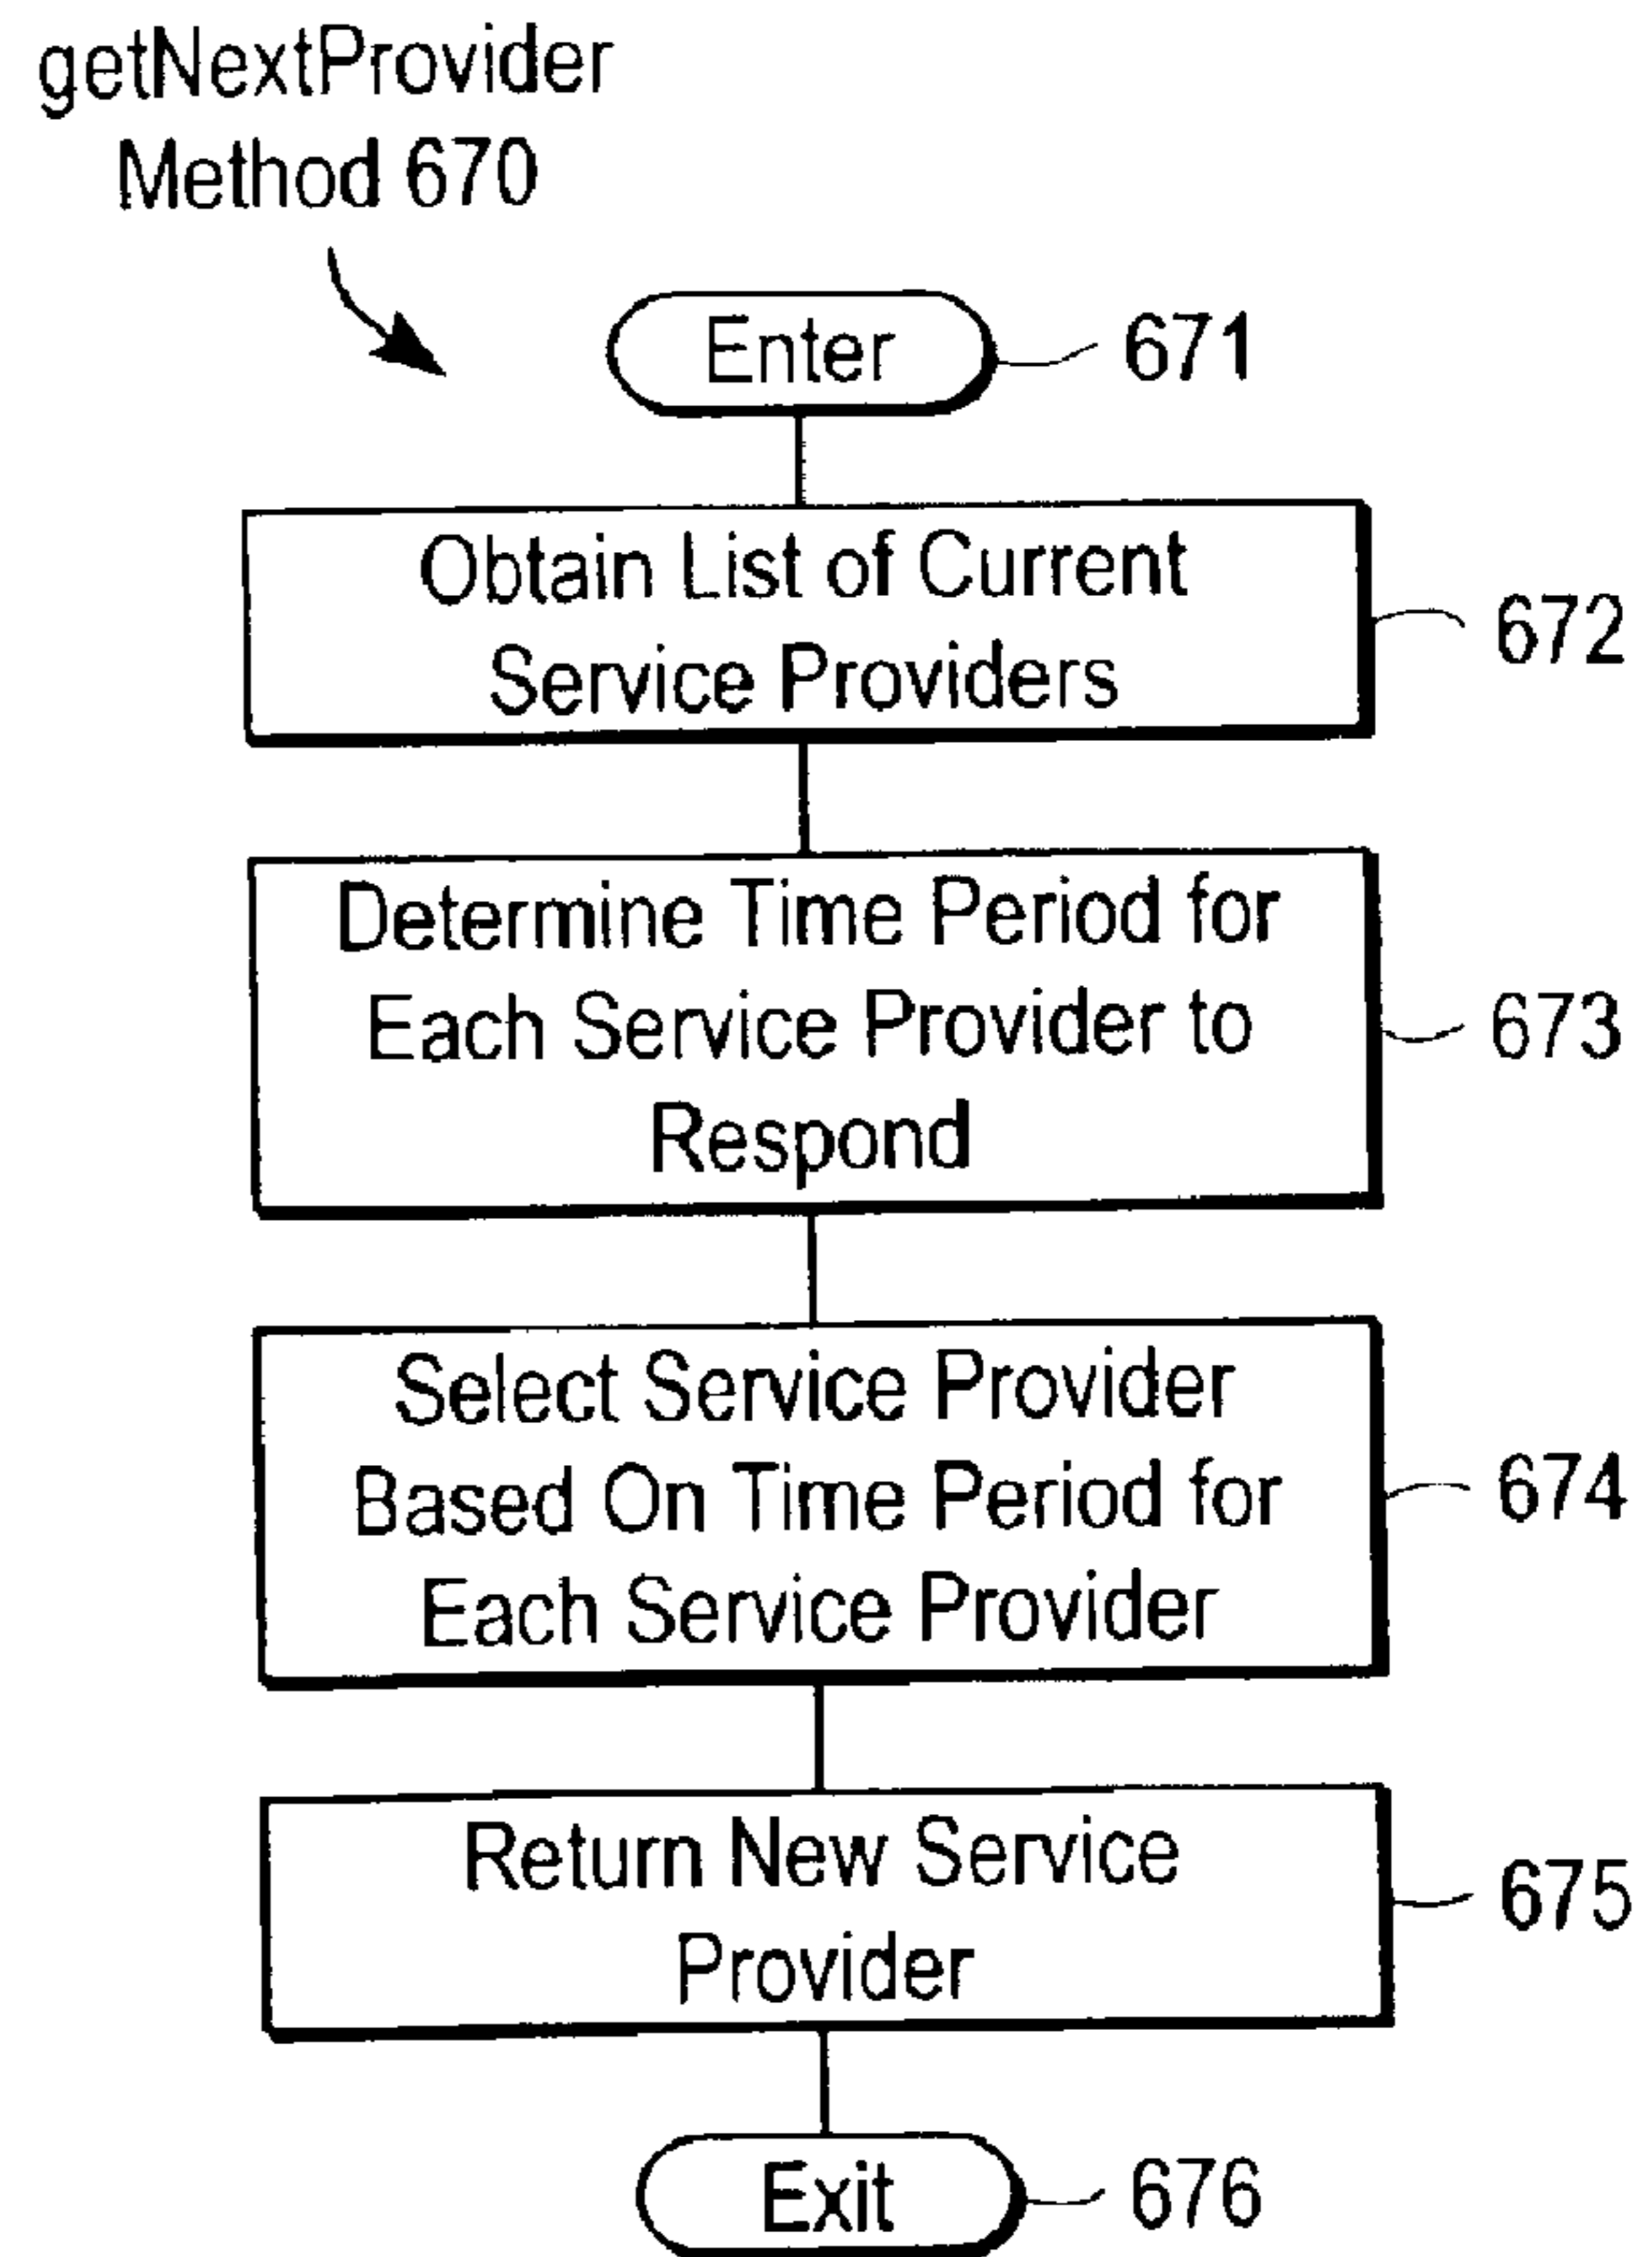 getNextProvider
Method 670
Enter
671
Obtain List of Current
Service Providers
672
Determine Time Period for
Each Service Provider to
Respond
673
Select Service Provider
Based On Time Period for
Each Service Provider
674
Return New Service
Provider
675
Exit
676